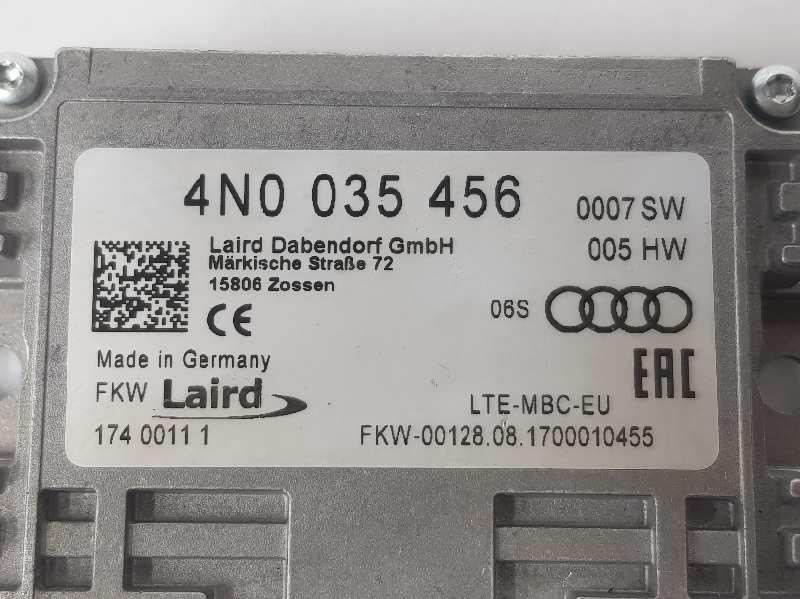 4N0 035 456
0007 SW
Laird Dabendorf GmbH
005 HW
Märkische Straße 72
15806 Zossen
06S
CE
Made in Germany
EAC
FKW Laird
LTE-MBC-EU
174 0011 1
FKW-00128.08.1700010455